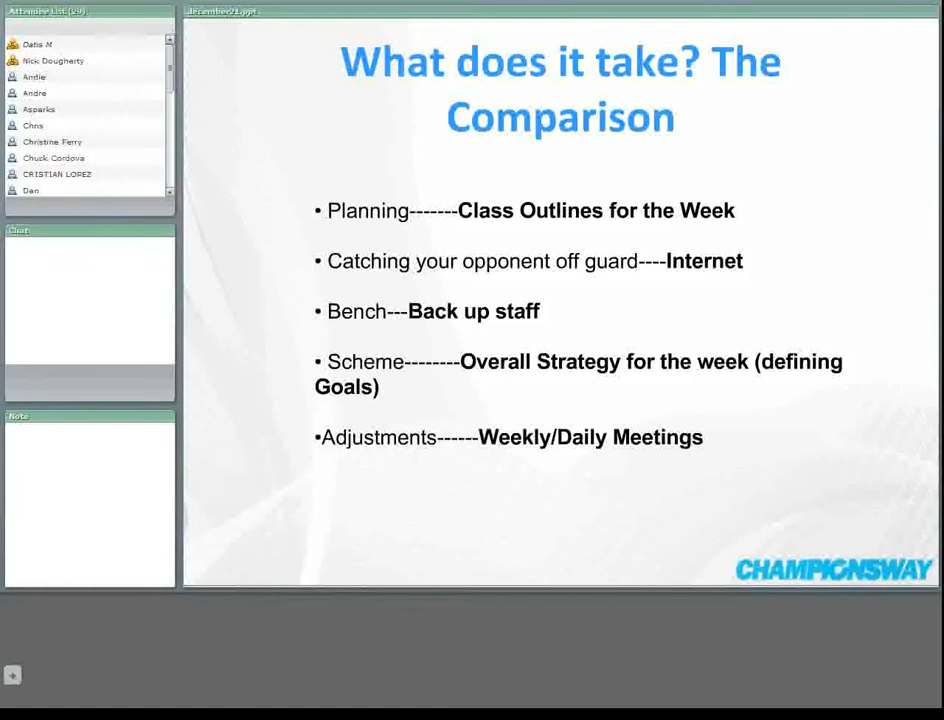 Attendee List (29)
Datis M
Nick Dougherty
Andie
Andre
Asparks
Chris
Christine Ferry
Chuck Cordova
CRISTIAN LOPEZ
Dan
Chat
Note
december21.ppt
What does it take? The
Comparison
• Planning-------Class Outlines for the Week
• Catching your opponent off guard----Internet
• Bench---Back up staff
• Scheme--------Overall Strategy for the week (defining
Goals)
•Adjustments------Weekly/Daily Meetings
CHAMPIONSWAY